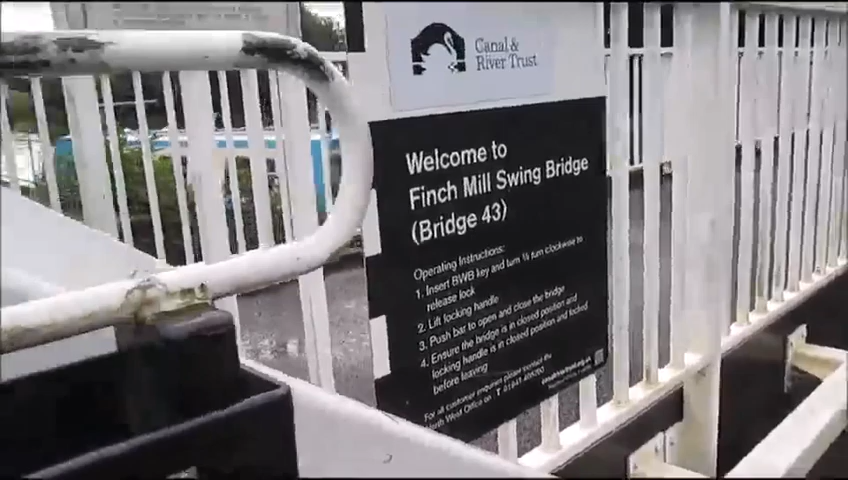 Canal &
River Trust
Welcome to
Finch Mill Swing Bridge
(Bridge 43)
Operating Instructions:
1. Insert BWB key and turn ¼ turn clockwise to
release lock
2. Lift locking handle
3. Push bar to open and close the bridge
4. Ensure the bridge is in closed position and
locking handle is in closed position and locked
before leaving
For all customer enquiries please contact the
North West Office on T 01941 405700